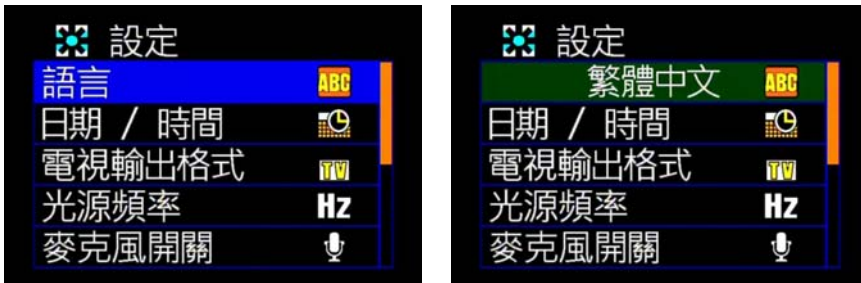 設定
語言 ABC
日期 / 時間
電視輸出格式 TV
光源頻率 Hz
麥克風開關
設定
繁體中文 ABC
日期 / 時間
電視輸出格式 TV
光源頻率 Hz
麥克風開關